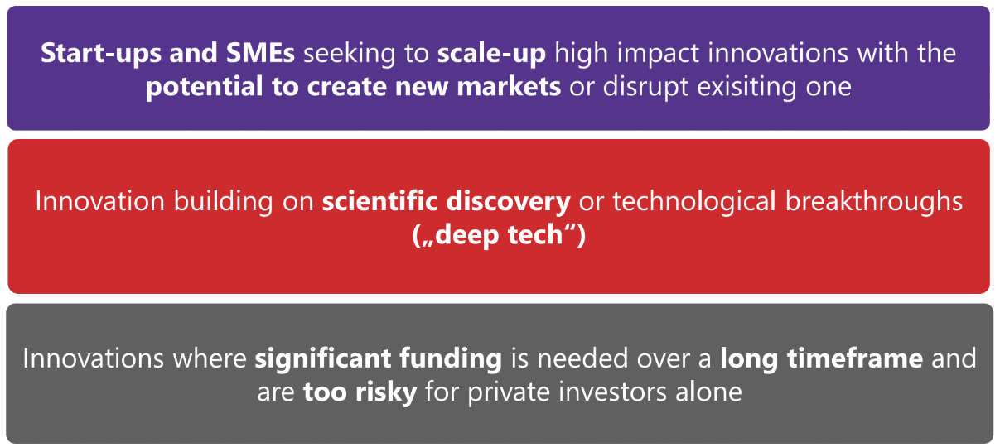 Start-ups and SMEs seeking to scale-up high impact innovations with the
potential to create new markets or disrupt exisiting one
Innovation building on scientific discovery or technological breakthroughs
(„deep tech“)
Innovations where significant funding is needed over a long timeframe and
are too risky for private investors alone